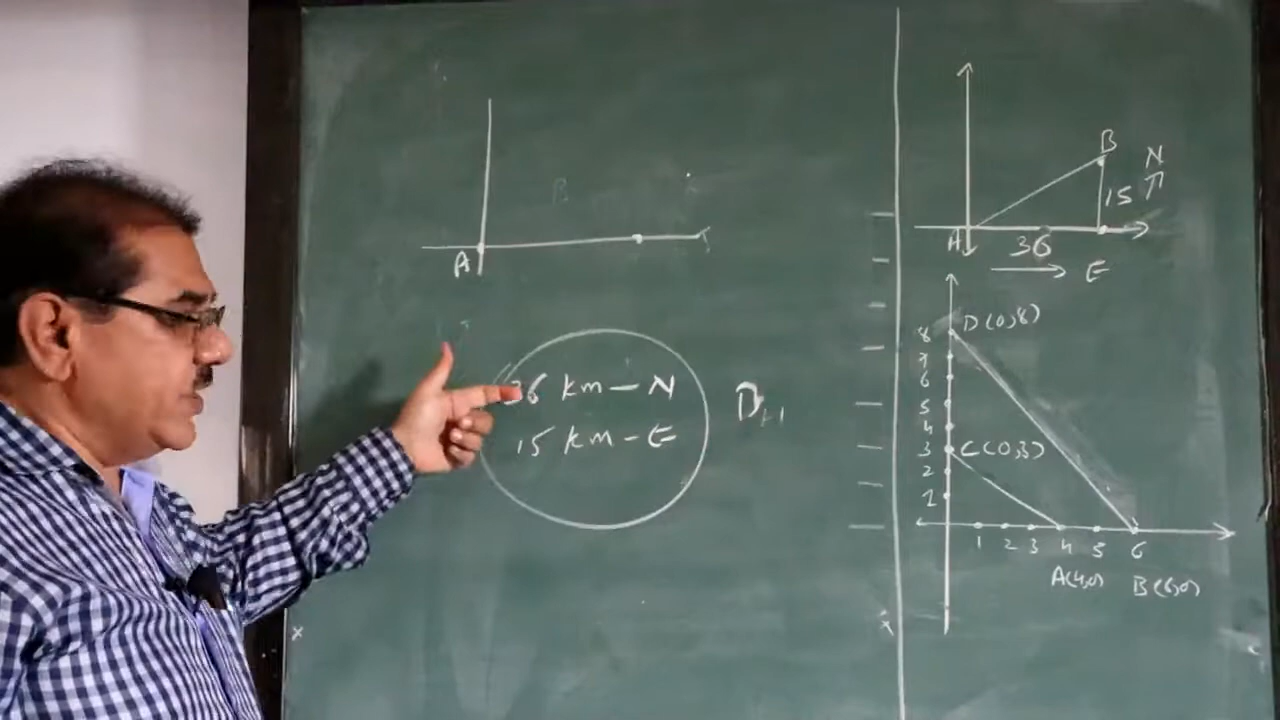 A
36 km - N
15 km - E
B
N
15
A
36
E
D(0,8)
8
7
6
5
4
3
C(0,3)
2
1
1 2 3 4 5 6
A(4,0) B(6,0)